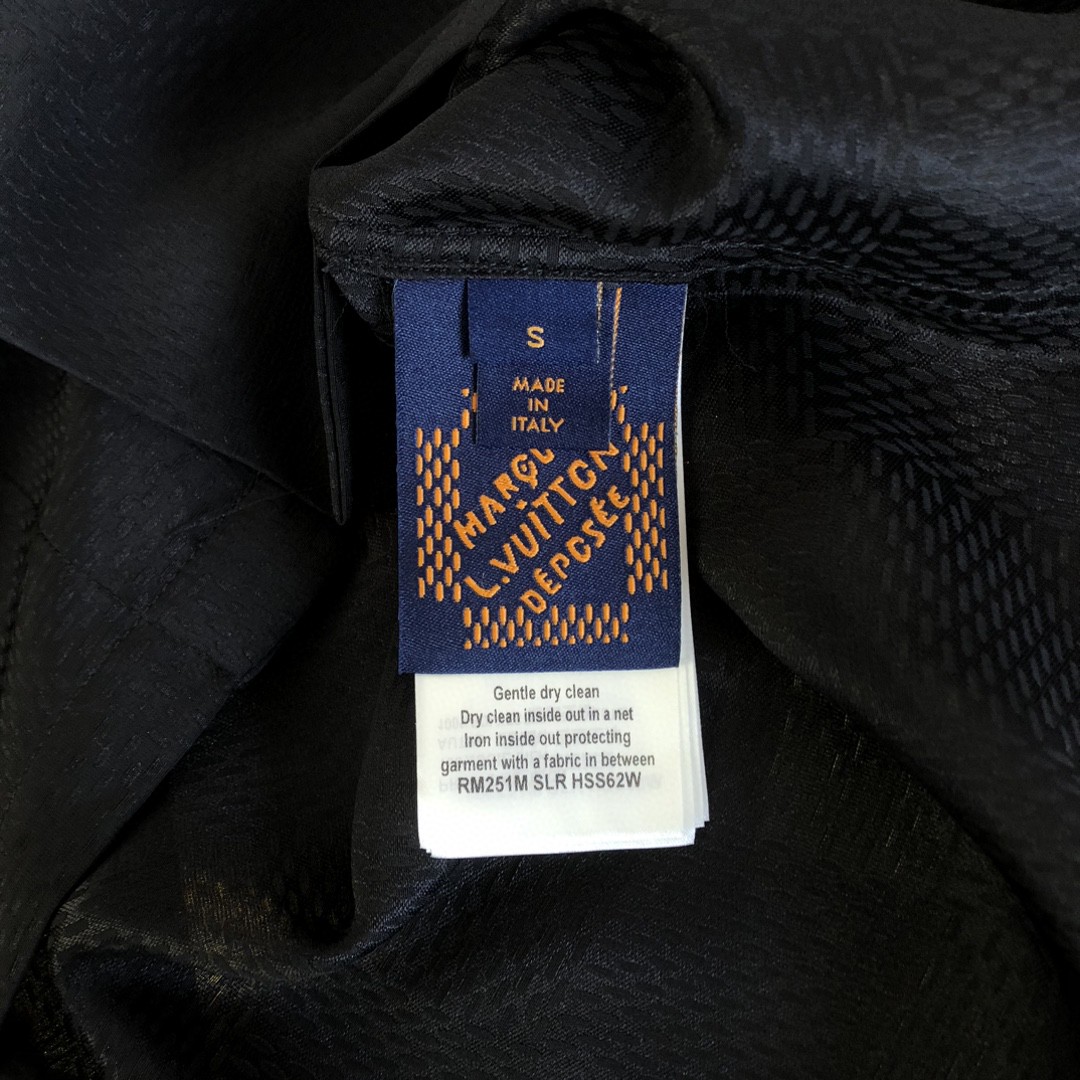 S
MADE
IN
ITALY
L.VUITTON
DÉPOSÉE
Gentle dry clean
Dry clean inside out in a net
Iron inside out protecting
garment with a fabric in between
RM251M SLR HSS62W